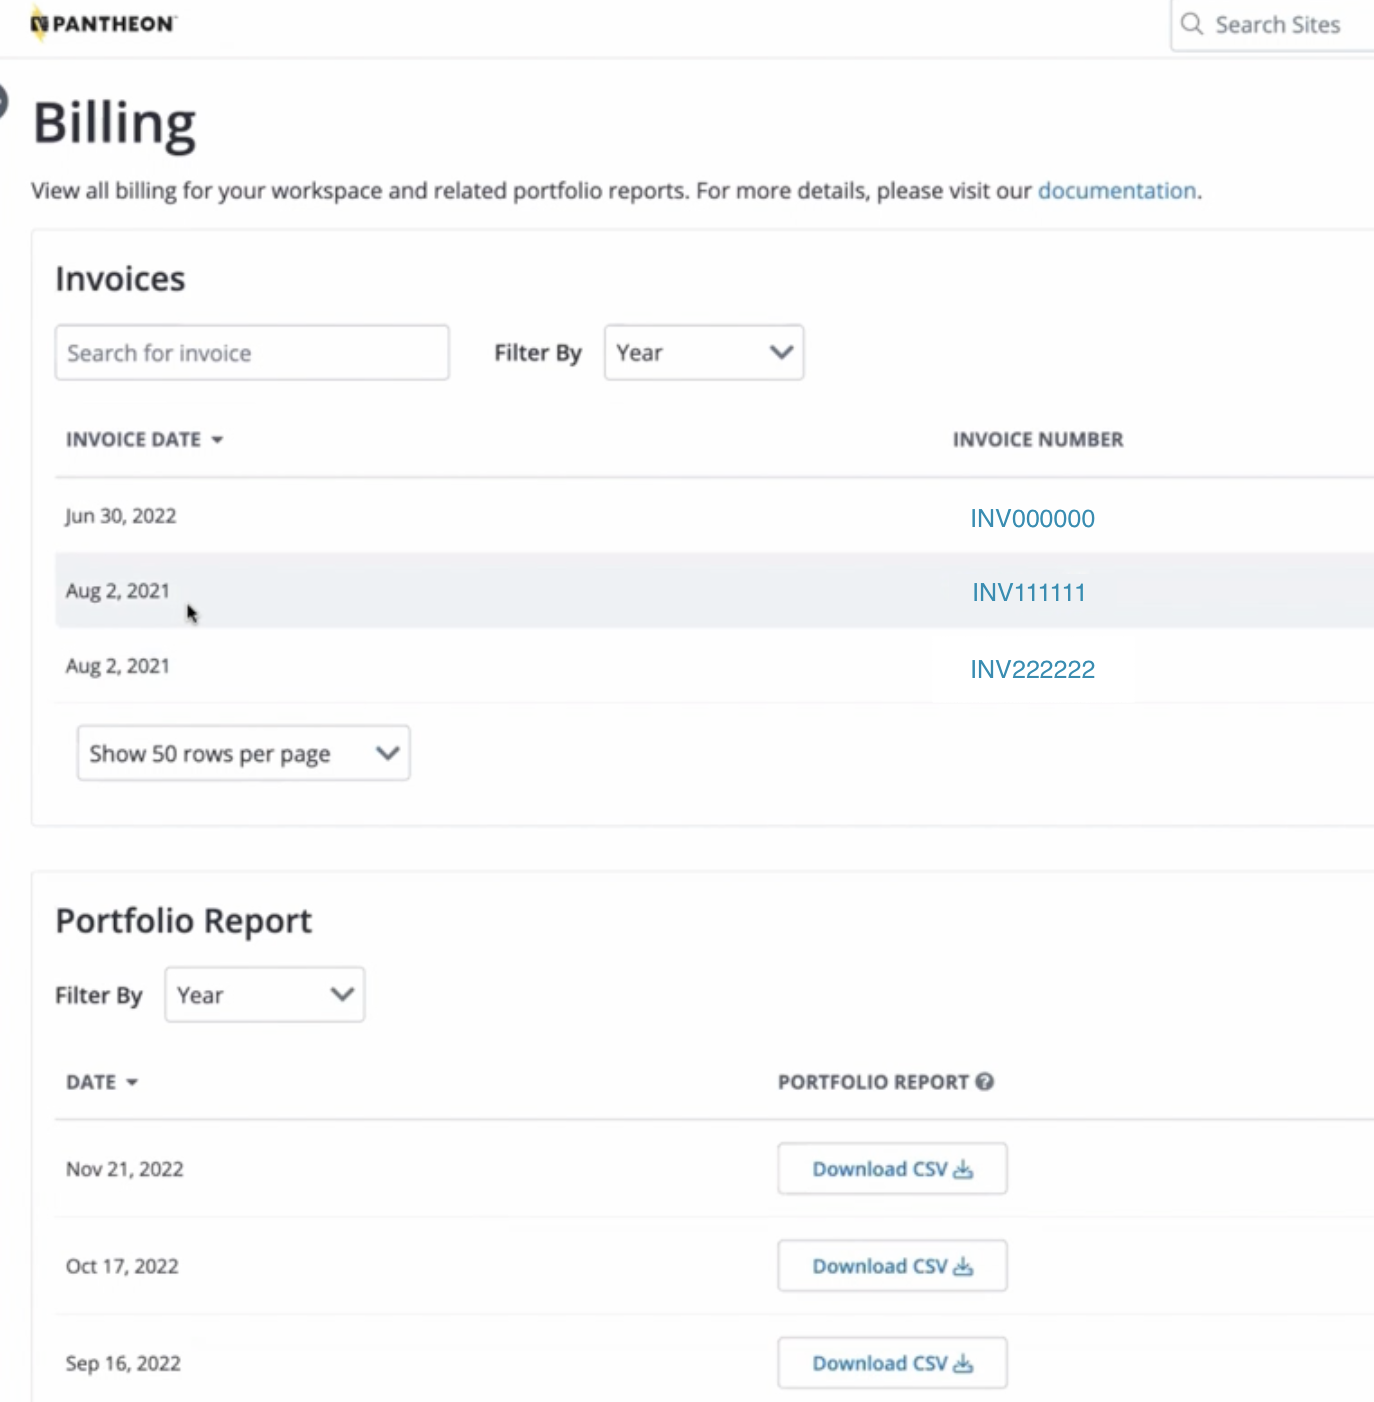 PANTHEON
Search Sites
Billing
View all billing for your workspace and related portfolio reports. For more details, please visit our documentation.
Invoices
Search for invoice
Filter By
Year
INVOICE DATE
INVOICE NUMBER
Jun 30, 2022
INV000000
Aug 2, 2021
INV111111
Aug 2, 2021
INV222222
Show 50 rows per page
Portfolio Report
Filter By
Year
DATE
PORTFOLIO REPORT ?
Nov 21, 2022
Download CSV
Oct 17, 2022
Download CSV
Sep 16, 2022
Download CSV